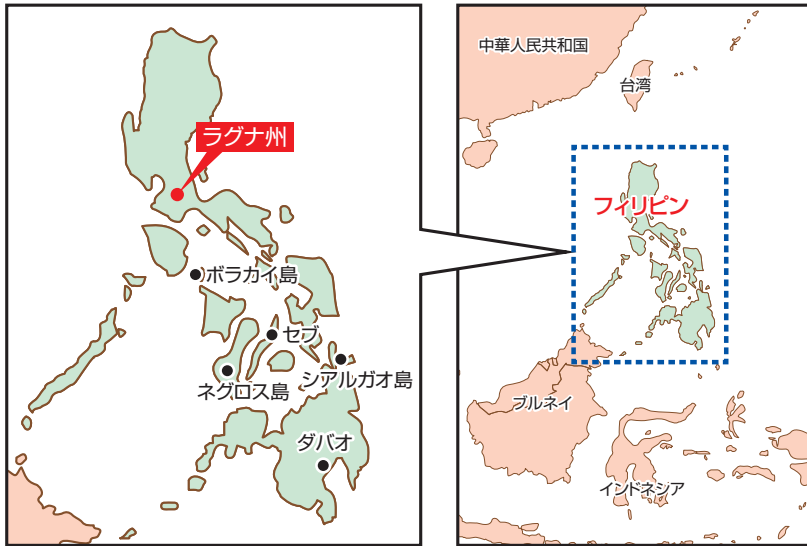 ラグナ州
ボラカイ島
セブ
シアルガオ島
ネグロス島
ダバオ
中華人民共和国
台湾
フィリピン
ブルネイ
インドネシア